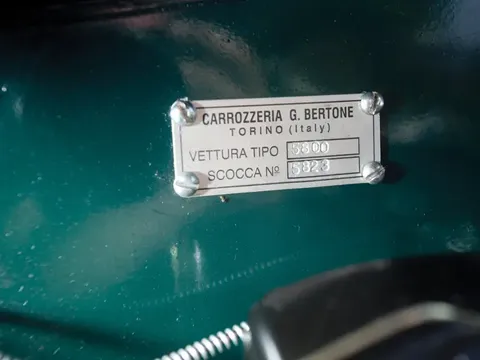 CARROZZERIA G. BERTONE
TORINO (Italy)
VETTURA TIPO 5800
SCOCCA Nº 5823